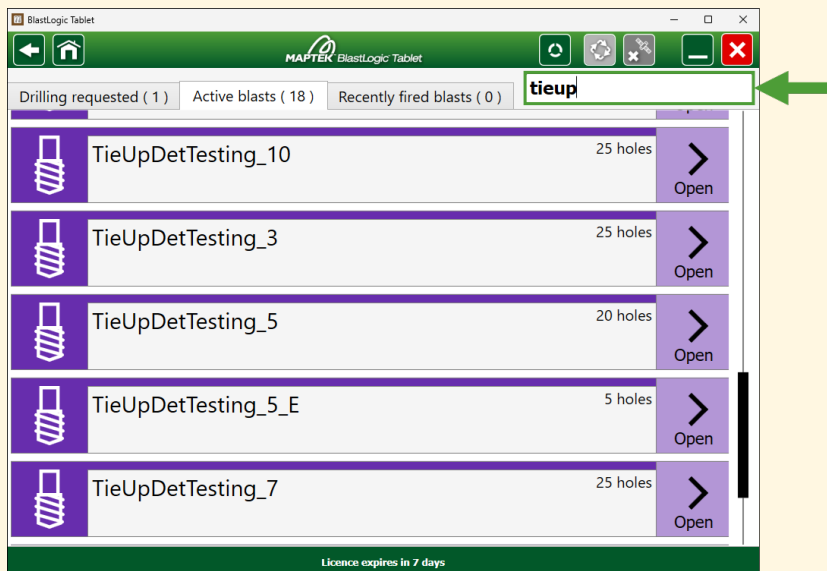 BlastLogic Tablet
MAPTEK BlastLogic Tablet
Drilling requested ( 1 ) Active blasts ( 18 ) Recently fired blasts ( 0 ) tieup
TieUpDetTesting_10 25 holes
Open
TieUpDetTesting_3 25 holes
Open
TieUpDetTesting_5 20 holes
Open
TieUpDetTesting_5_E 5 holes
Open
TieUpDetTesting_7 25 holes
Open
Licence expires in 7 days